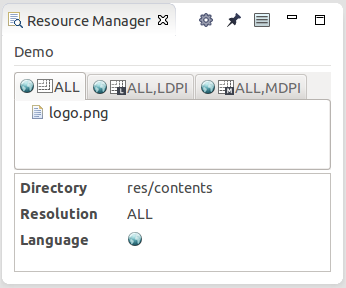 Resource Manager
Demo
ALL ALL,LDPI ALL,MDPI
logo.png
Directory res/contents
Resolution ALL
Language